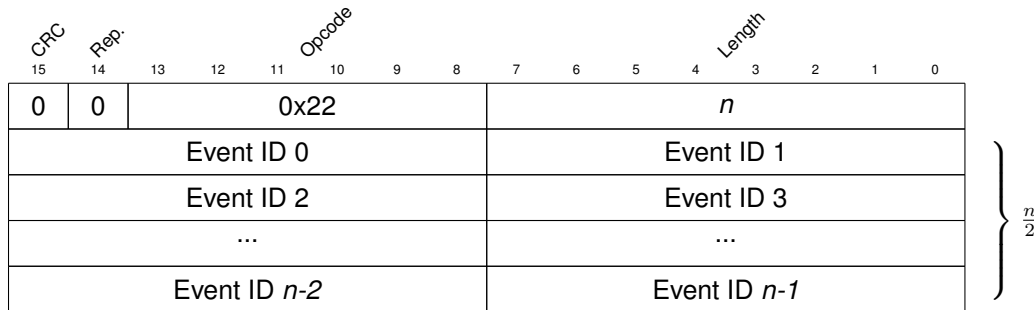 CRC Rep. Opcode Length
15 14 13 12 11 10 9 8 7 6 5 4 3 2 1 0
0 0 0x22 n
Event ID 0 Event ID 1
Event ID 2 Event ID 3
... ...
Event ID n-2 Event ID n-1
n/2